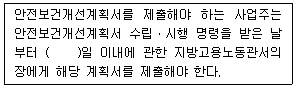 안전보건개선계획서를 제출해야 하는 사업주는
안전보건개선계획서 수립·시행 명령을 받은 날
부터 (    )일 이내에 관한 지방고용노동관서의
장에게 해당 계획서를 제출해야 한다.